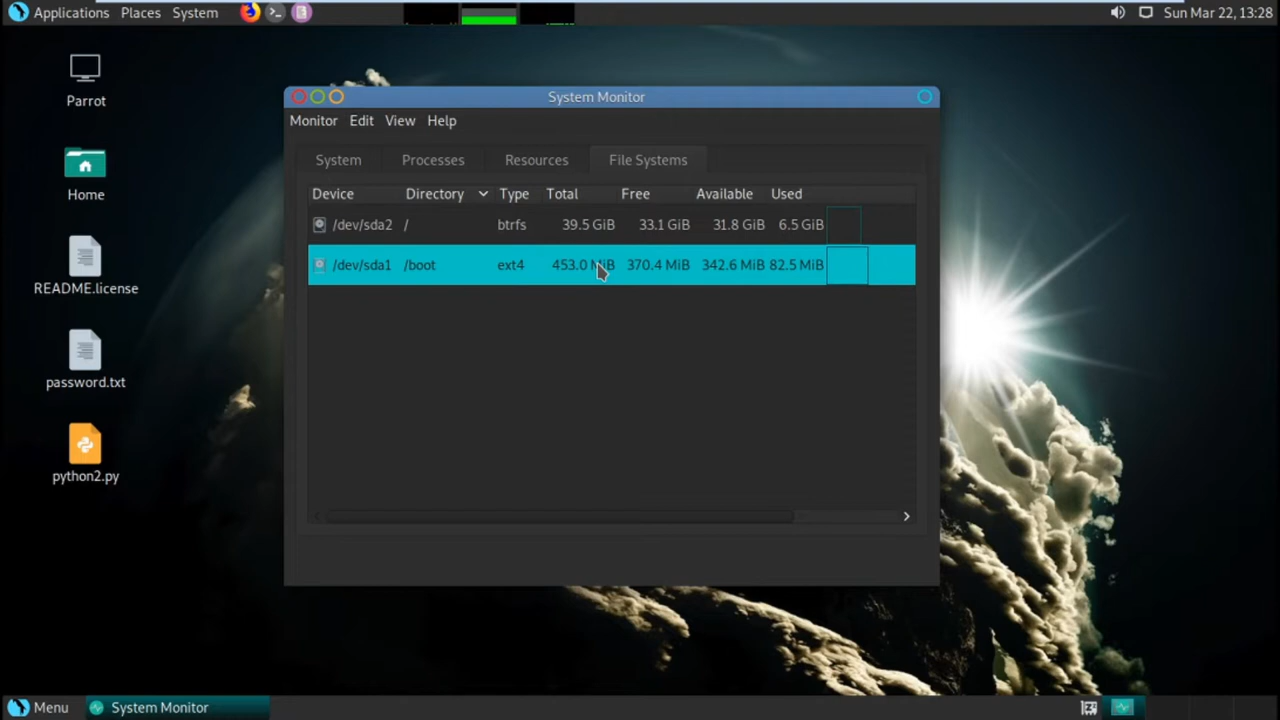 Applications Places System Sun Mar 22, 13:28
Parrot
Home
README.license
password.txt
python2.py
System Monitor
Monitor Edit View Help
System Processes Resources File Systems
Device Directory Type Total Free Available Used
/dev/sda2 / btrfs 39.5 GiB 33.1 GiB 31.8 GiB 6.5 GiB
/dev/sda1 /boot ext4 453.0 MiB 370.4 MiB 342.6 MiB 82.5 MiB
Menu System Monitor